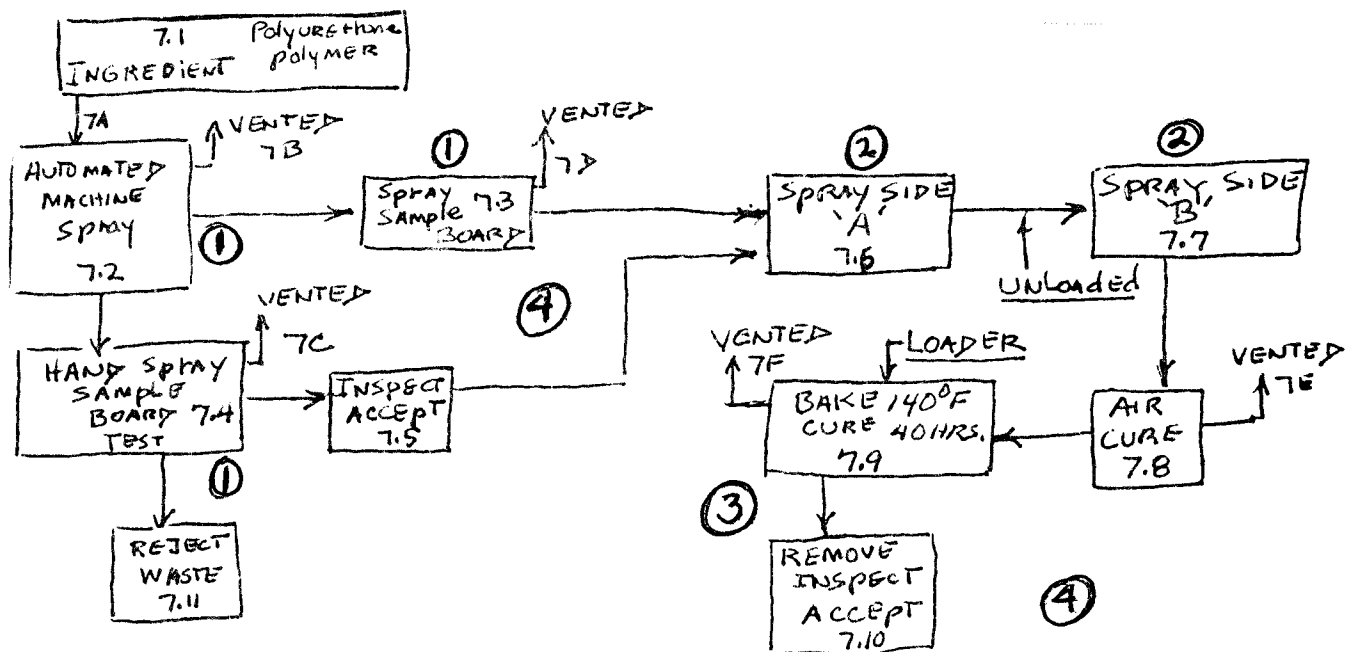 7.1 Polyurethane
INGREDIENT polymer
7A
VENTED
7B
AUTOMATED
MACHINE
Spray
7.2
①
①
VENTED
7D
Spray
Sample 7.3
BOARD
②
SPRAY SIDE
'A'
7.6
②
SPRAY SIDE
'B'
7.7
UNLOADED
VENTED
7C
④
HAND Spray
SAMPLE
BOARD 7.4
TEST
①
INSPECT
ACCEPT
7.5
VENTED
7F
LOADER
BAKE 140°F
CURE 40HRS.
7.9
VENTED
7E
AIR
CURE
7.8
REJECT
WASTE
7.11
③
REMOVE
INSPECT
ACCEPT
7.10
④